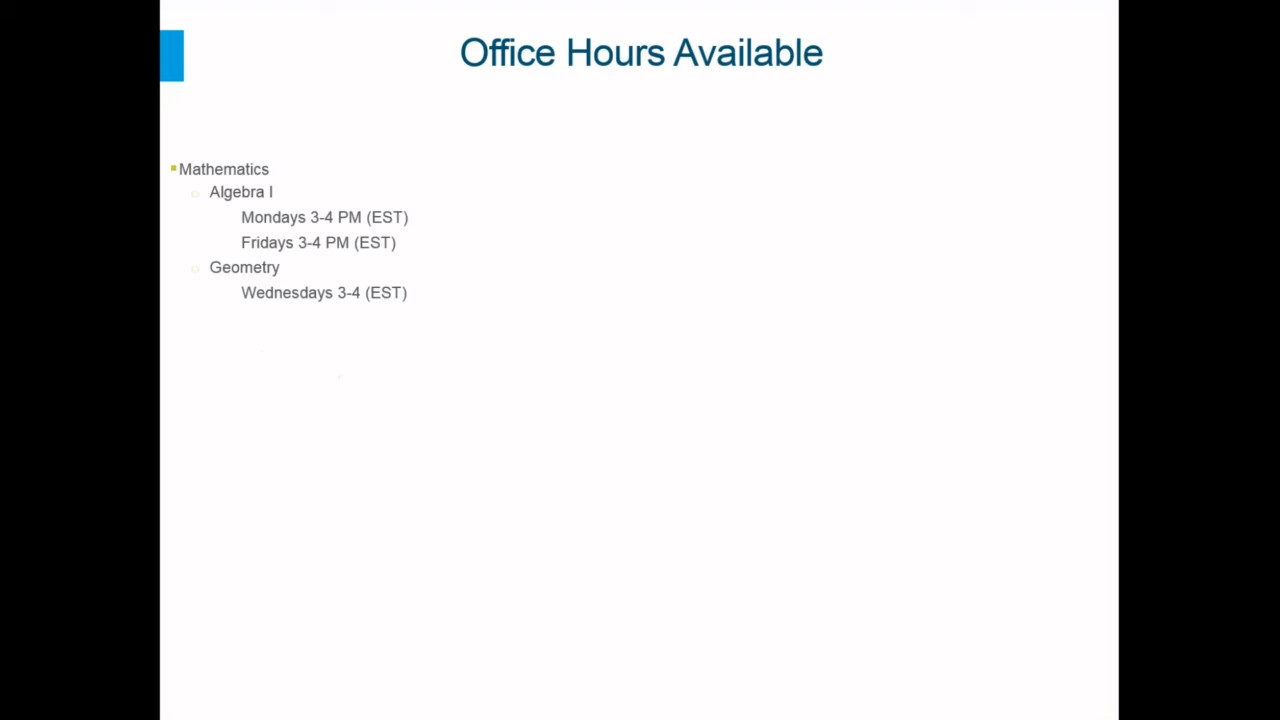 Office Hours Available
Mathematics
Algebra I
Mondays 3-4 PM (EST)
Fridays 3-4 PM (EST)
Geometry
Wednesdays 3-4 (EST)